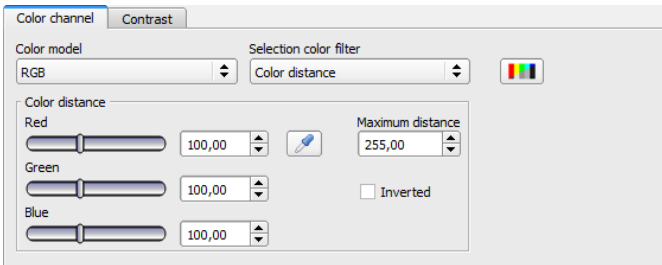 Color channel Contrast
Color model Selection color filter
RGB Color distance
Color distance
Red Maximum distance
100,00 255,00
Green
100,00 Inverted
Blue
100,00